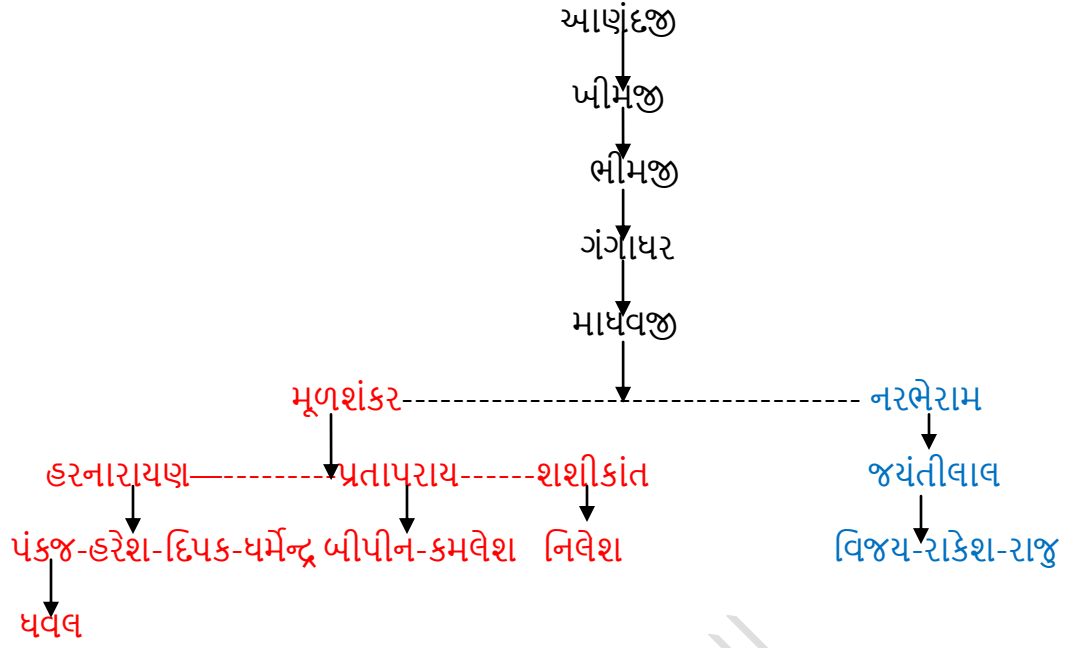 આણંદજી
ખીમજી
ભીમજી
ગંગાધર
માધવજી
મૂળશંકર------------------------------------ નરભેરામ
હરનારાયણ—---------પ્રતાપરાય------શશીકાંત જયંતીલાલ
પંકજ-હરેશ-દિપક-ધર્મેન્દ્ર બીપીન-કમલેશ નિલેશ વિજય-રાકેશ-રાજુ
ધવલ